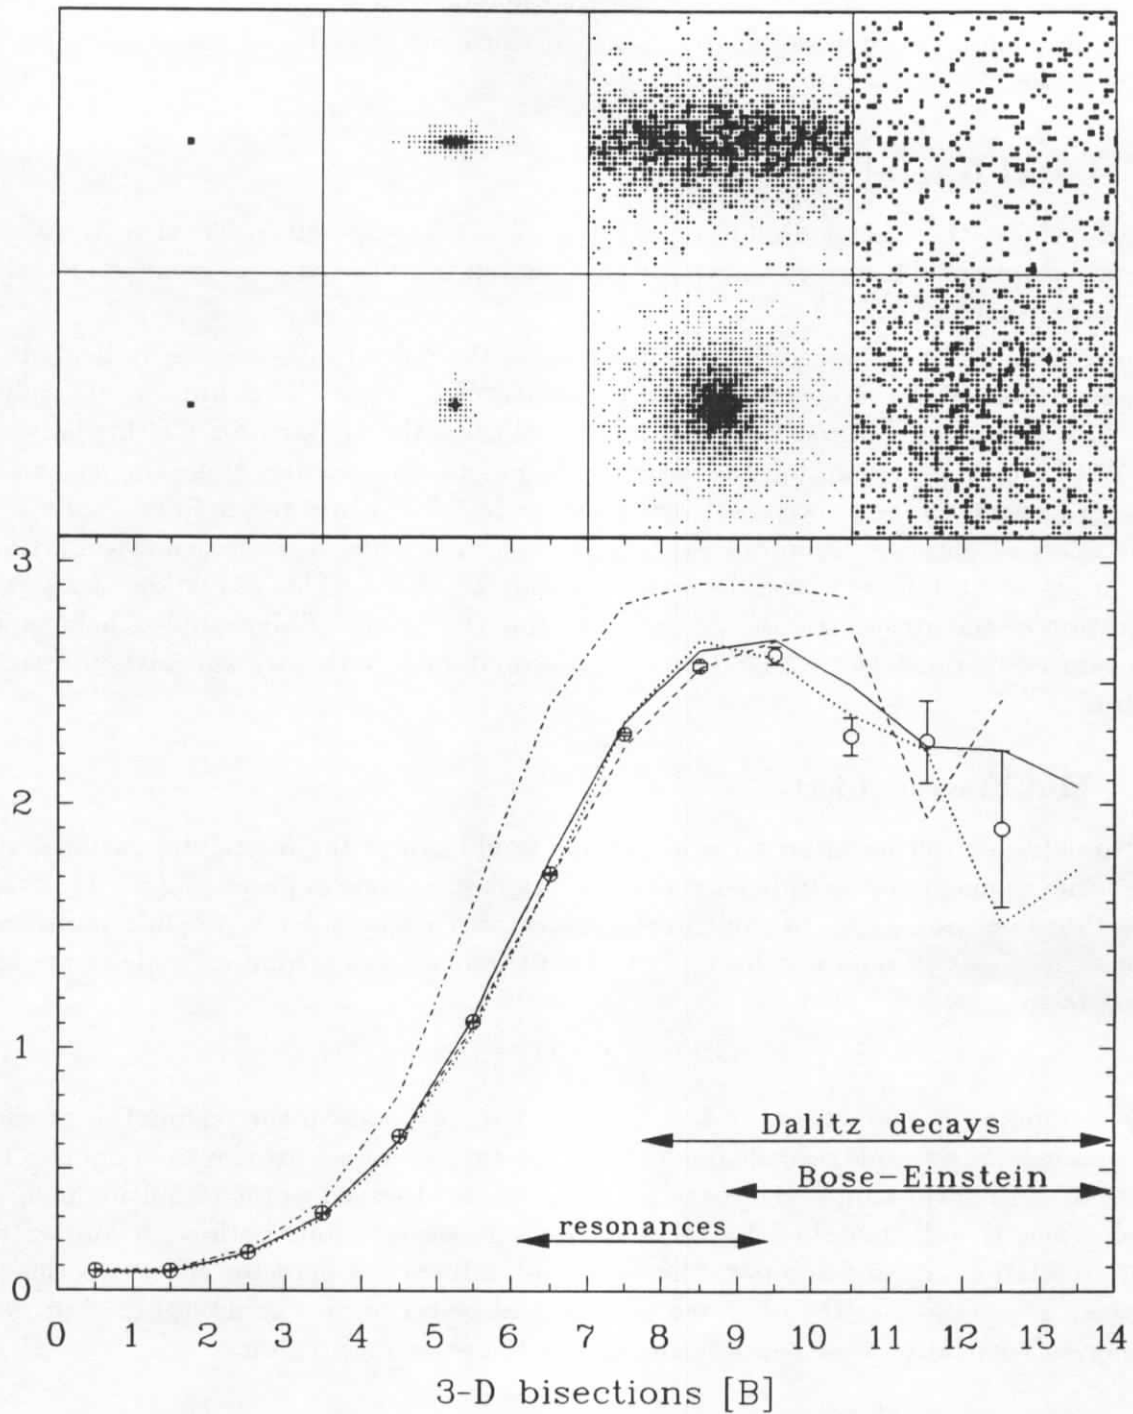 3
2
1
0
Dalitz decays
Bose-Einstein
resonances
0 1 2 3 4 5 6 7 8 9 10 11 12 13 14
3-D bisections [B]